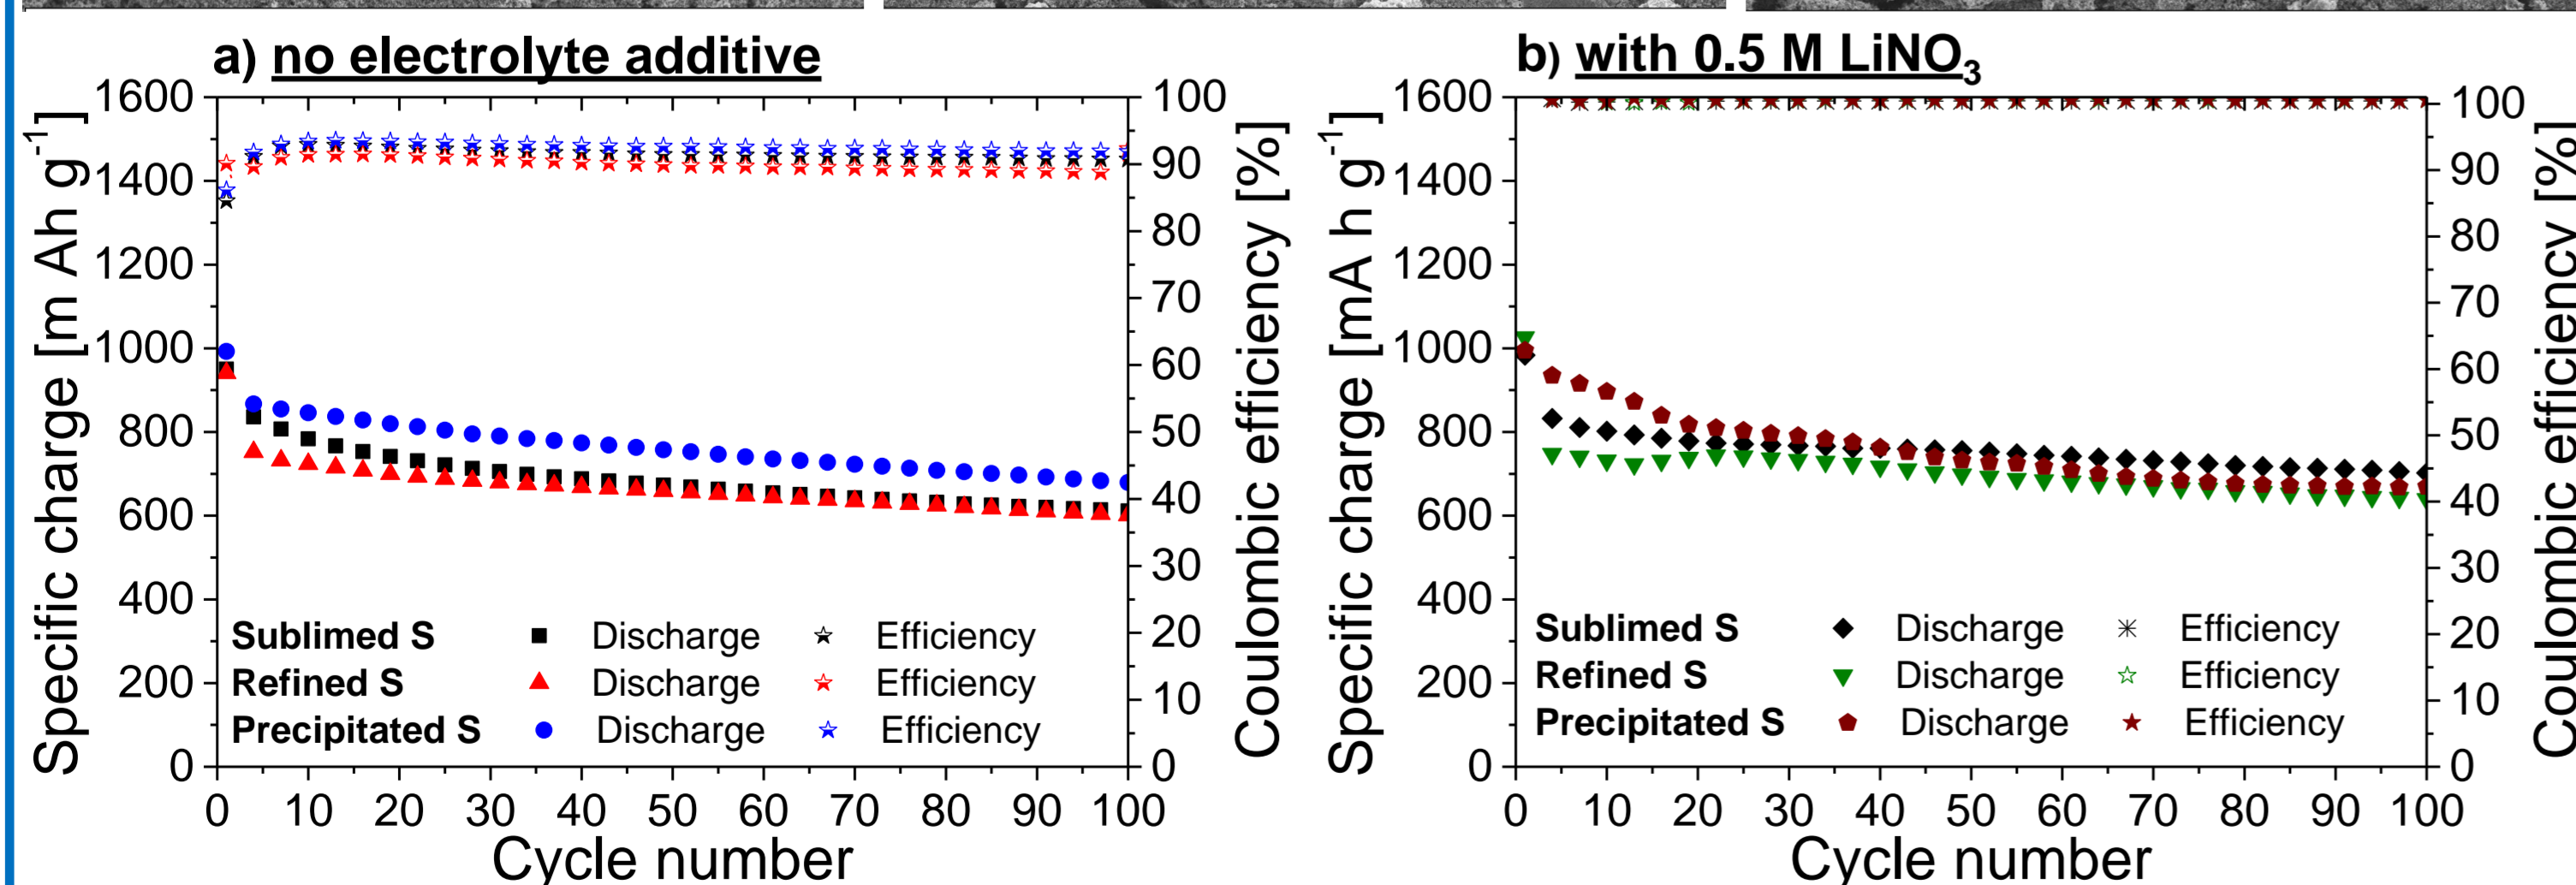 a) no electrolyte additive
1600
1400
1200
1000
800
600
400
200
0
Specific charge [m Ah g⁻¹]
100
90
80
70
60
50
40
30
20
10
0
Coulombic efficiency [%]
Sublimed S Discharge Efficiency
Refined S Discharge Efficiency
Precipitated S Discharge Efficiency
0 10 20 30 40 50 60 70 80 90 100
Cycle number
b) with 0.5 M LiNO₃
1600
1400
1200
1000
800
600
400
200
0
Specific charge [mA h g⁻¹]
100
90
80
70
60
50
40
30
20
10
0
Coulombic efficiency [%]
Sublimed S Discharge Efficiency
Refined S Discharge Efficiency
Precipitated S Discharge Efficiency
0 10 20 30 40 50 60 70 80 90 100
Cycle number